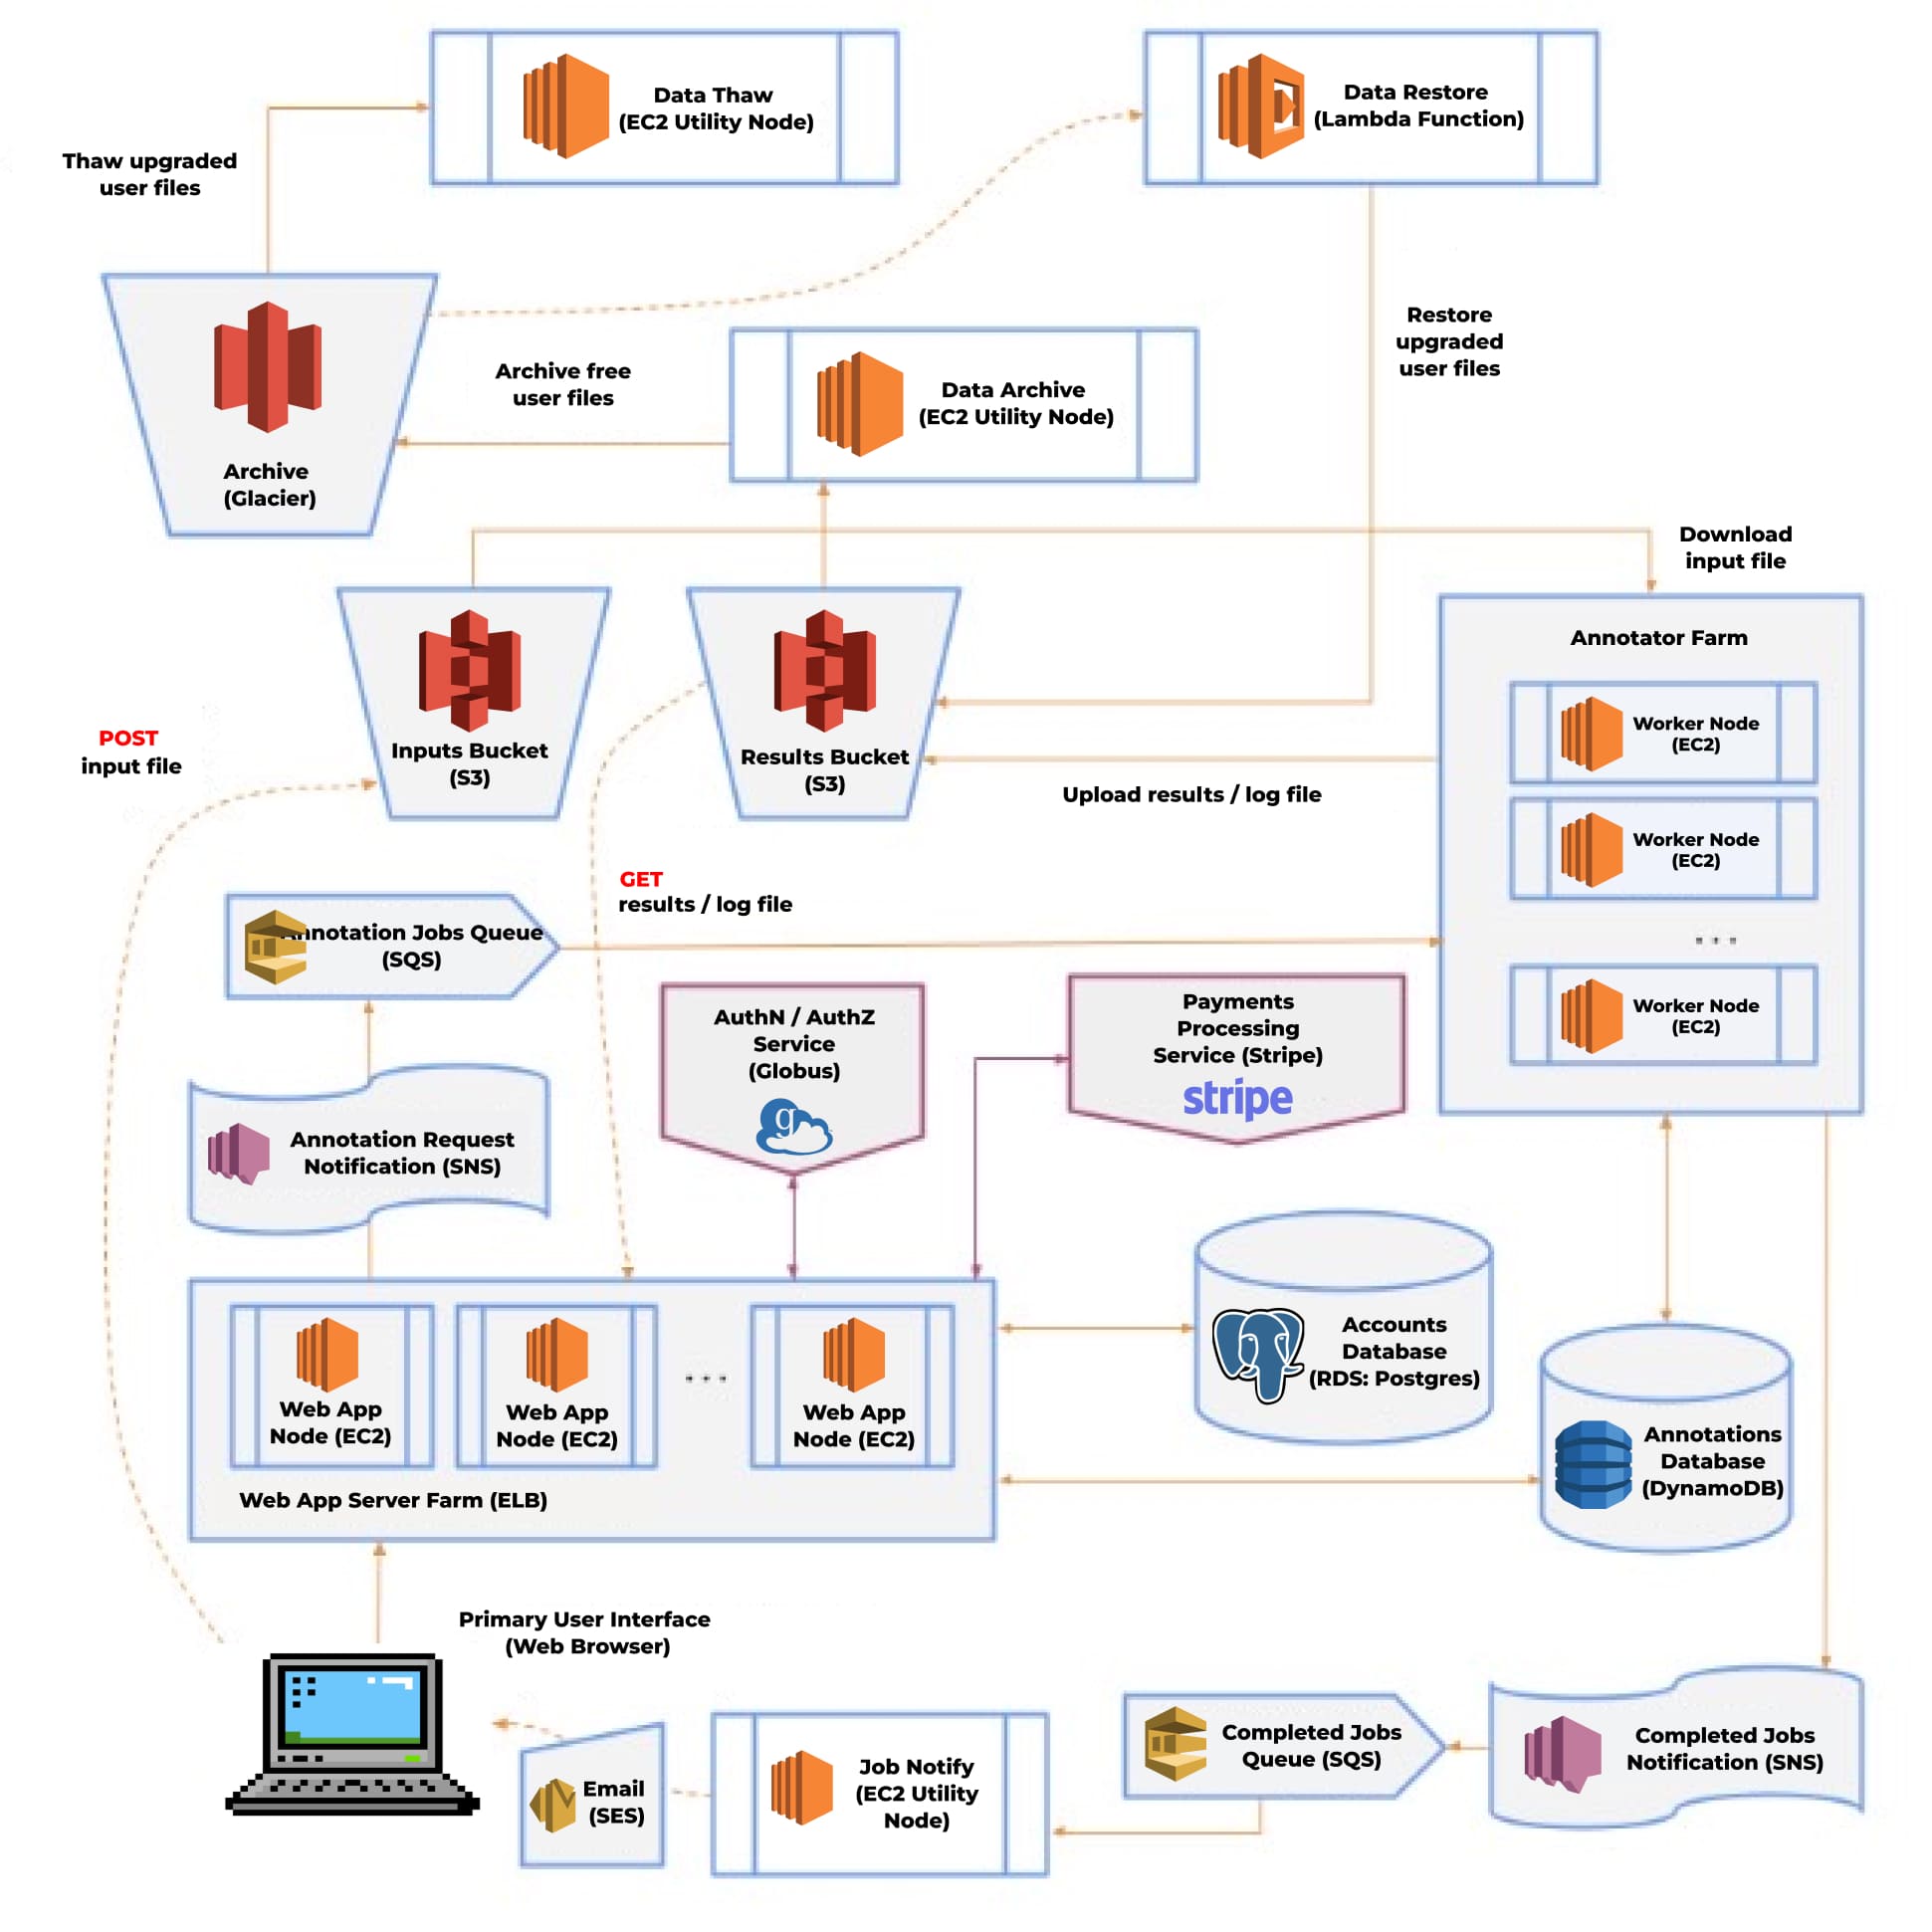 Data Thaw
(EC2 Utility Node)
Data Restore
(Lambda Function)
Thaw upgraded
user files
Restore
upgraded
user files
Archive free
user files
Data Archive
(EC2 Utility Node)
Archive
(Glacier)
Download
input file
Annotator Farm
Worker Node
(EC2)
Worker Node
(EC2)
...
Worker Node
(EC2)
POST
input file
Inputs Bucket
(S3)
Results Bucket
(S3)
Upload results / log file
GET
results / log file
Annotation Jobs Queue
(SQS)
AuthN / AuthZ
Service
(Globus)
g
Payments
Processing
Service (Stripe)
stripe
Annotation Request
Notification (SNS)
Web App
Node (EC2)
Web App
Node (EC2)
...
Web App
Node (EC2)
Web App Server Farm (ELB)
Accounts
Database
(RDS: Postgres)
Annotations
Database
(DynamoDB)
Primary User Interface
(Web Browser)
Email
(SES)
Job Notify
(EC2 Utility
Node)
Completed Jobs
Queue (SQS)
Completed Jobs
Notification (SNS)